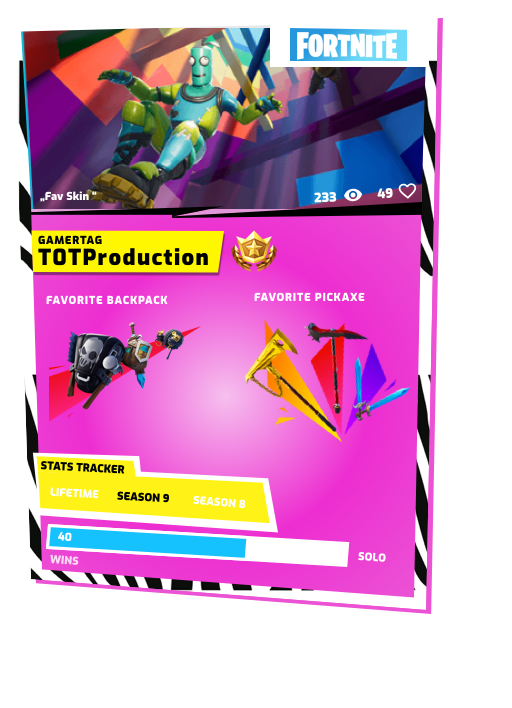 FORTNITE
„Fav Skin "
233
49
GAMERTAG
TOTProduction
FAVORITE BACKPACK
FAVORITE PICKAXE
STATS TRACKER
LIFETIME SEASON 9 SEASON 8
40
WINS
SOLO